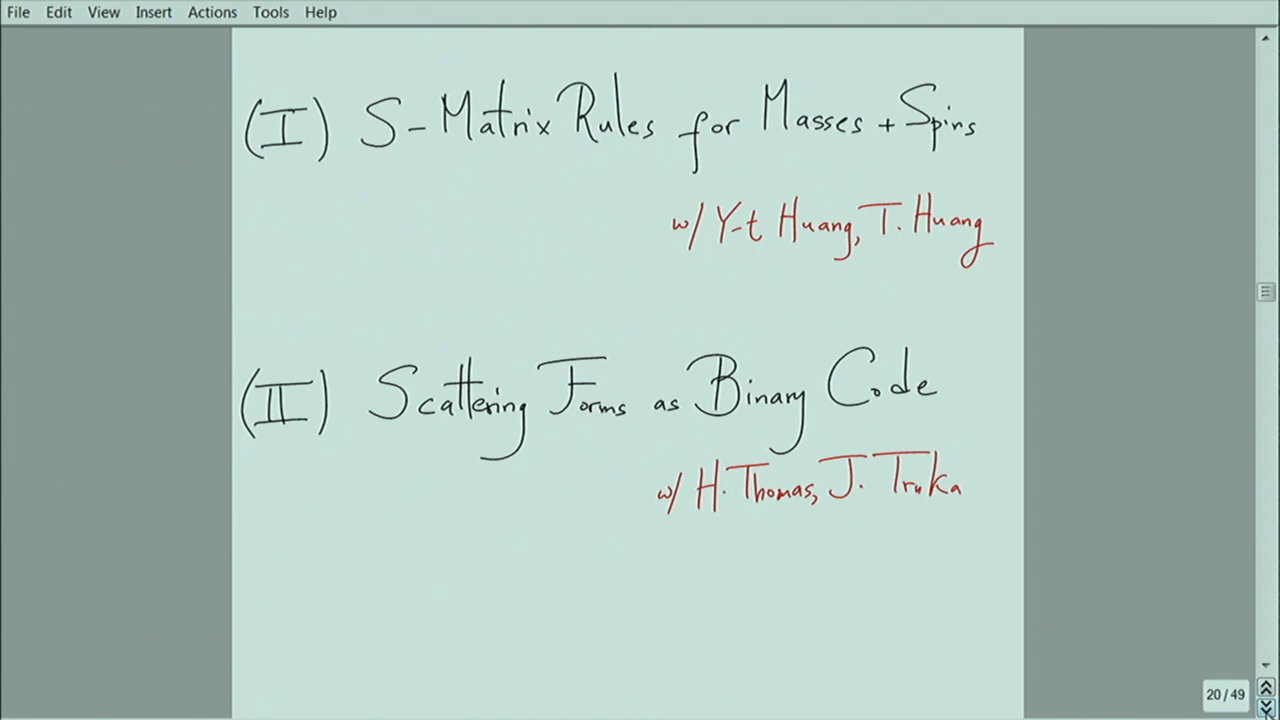 File Edit View Insert Actions Tools Help
(I) S-Matrix Rules for Masses + Spins
w/ Y-t Huang, T. Huang
(II) Scattering Forms as Binary Code
w/ H. Thomas, J. Truka
20 / 49